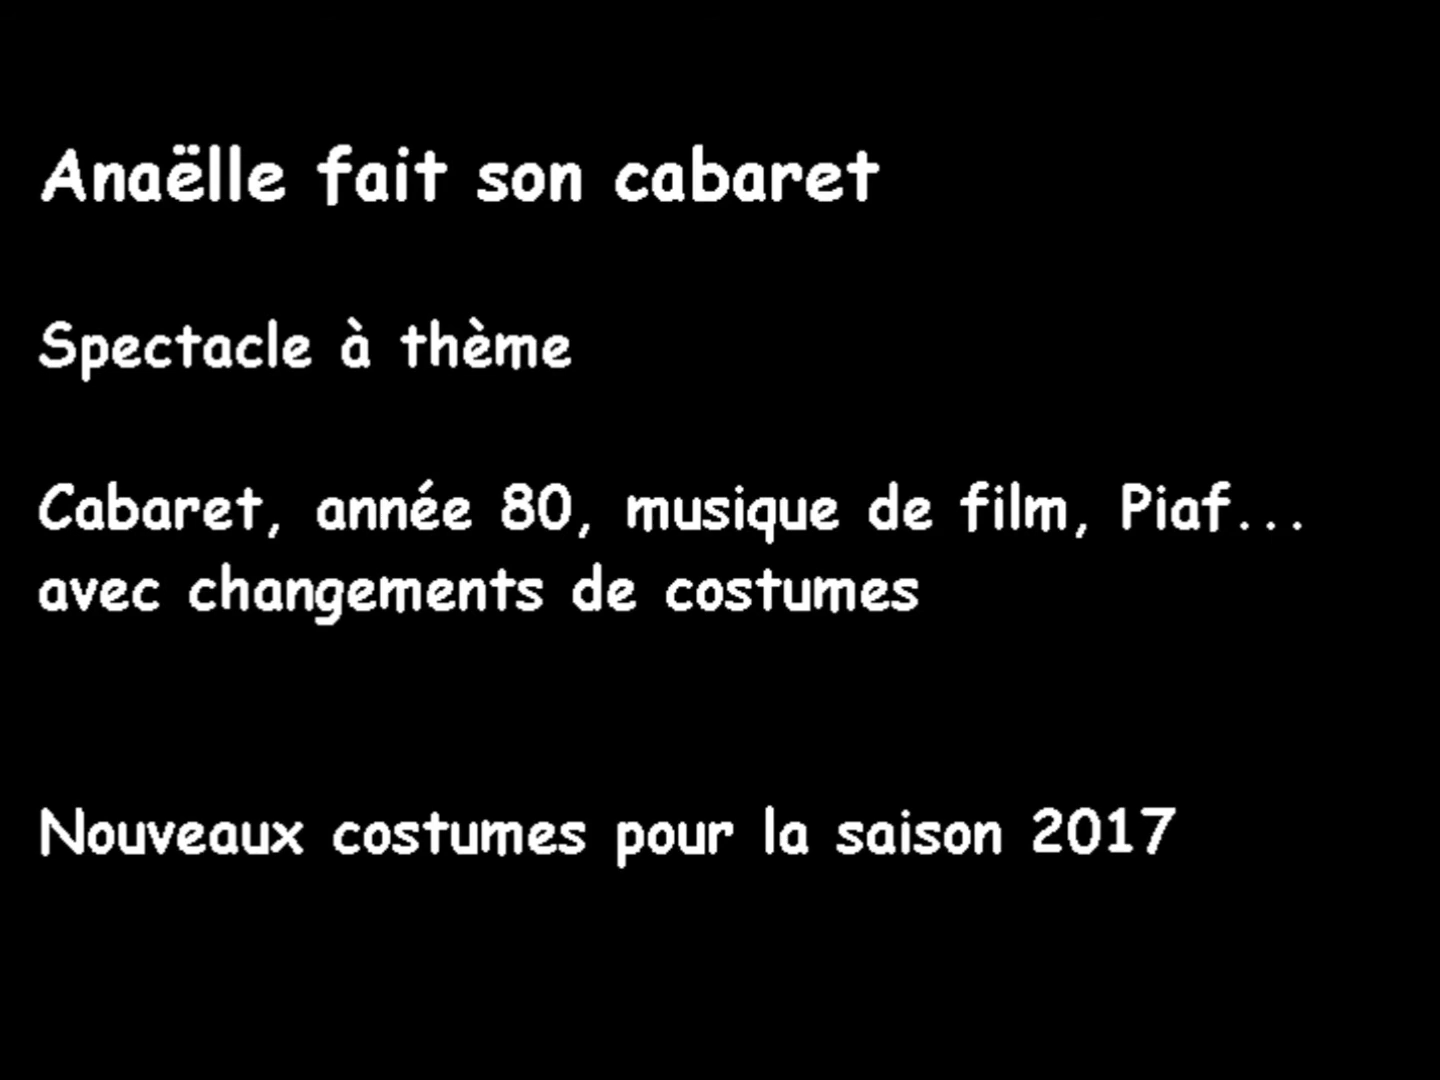 Anaëlle fait son cabaret
Spectacle à thème
Cabaret, année 80, musique de film, Piaf...
avec changements de costumes
Nouveaux costumes pour la saison 2017